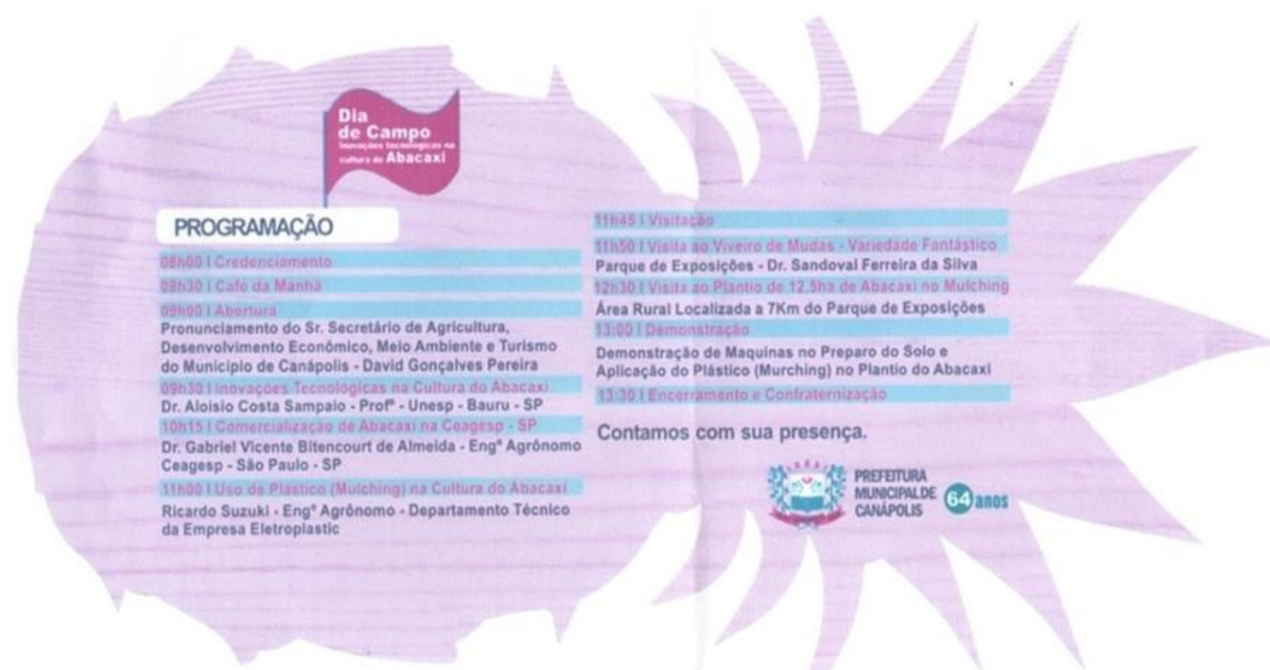 Dia
de Campo
Inovações tecnológicas na
cultura do Abacaxi
PROGRAMAÇÃO
08h00 I Credenciamento
08h30 I Café da Manhã
09h00 I Abertura
Pronunciamento do Sr. Secretário de Agricultura,
Desenvolvimento Econômico, Meio Ambiente e Turismo
do Município de Canápolis - David Gonçalves Pereira
09h30 I Inovações Tecnológicas na Cultura do Abacaxi
Dr. Aloisio Costa Sampaio - Profº - Unesp - Bauru - SP
10h15 I Comercialização de Abacaxi na Ceagesp - SP
Dr. Gabriel Vicente Bitencourt de Almeida - Engº Agrônomo
Ceagesp - São Paulo - SP
11h00 I Uso de Plástico (Mulching) na Cultura do Abacaxi
Ricardo Suzuki - Engº Agrônomo - Departamento Técnico
da Empresa Eletroplastic
11h45 I Visitação
11h50 I Visita ao Viveiro de Mudas - Variedade Fantástico
Parque de Exposições - Dr. Sandoval Ferreira da Silva
12h30 I Visita ao Plantio de 12,5ha de Abacaxi no Mulching
Área Rural Localizada a 7Km do Parque de Exposições
13:00 I Demonstração
Demonstração de Maquinas no Preparo do Solo e
Aplicação do Plástico (Murching) no Plantio do Abacaxi
13:30 I Encerramento e Confraternização
Contamos com sua presença.
PREFEITURA
MUNICIPAL DE
CANÁPOLIS
64 anos